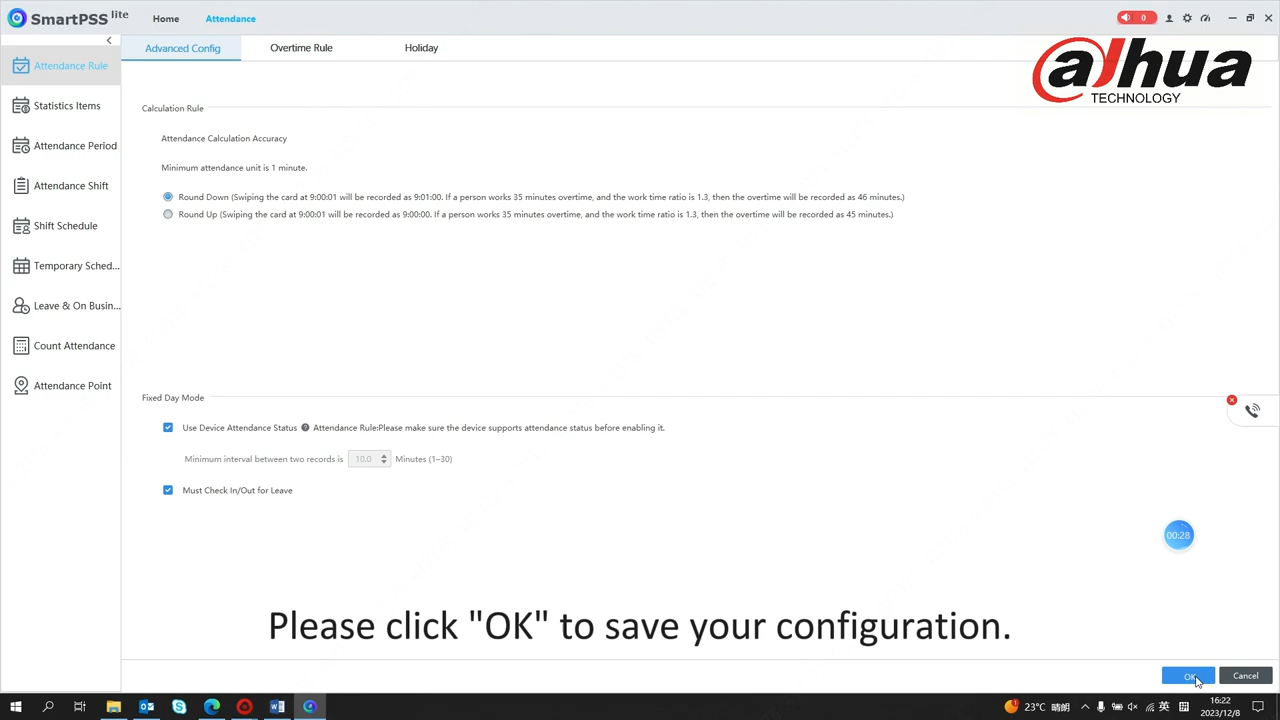 SmartPSS lite
Home
Attendance
0
Attendance Rule
Statistics Items
Attendance Period
Attendance Shift
Shift Schedule
Temporary Sched...
Leave & On Busin...
Count Attendance
Attendance Point
Advanced Config
Overtime Rule
Holiday
alhua
TECHNOLOGY
Calculation Rule
Attendance Calculation Accuracy
Minimum attendance unit is 1 minute.
Round Down (Swiping the card at 9:00:01 will be recorded as 9:01:00. If a person works 35 minutes overtime, and the work time ratio is 1.3, then the overtime will be recorded as 46 minutes.)
Round Up (Swiping the card at 9:00:01 will be recorded as 9:00:00. If a person works 35 minutes overtime, and the work time ratio is 1.3, then the overtime will be recorded as 45 minutes.)
Fixed Day Mode
Use Device Attendance Status ? Attendance Rule:Please make sure the device supports attendance status before enabling it.
Minimum interval between two records is 10.0 Minutes (1–30)
Must Check In/Out for Leave
00:28
Please click "OK" to save your configuration.
OK
Cancel
23°C 晴朗
英
16:22
2023/12/8